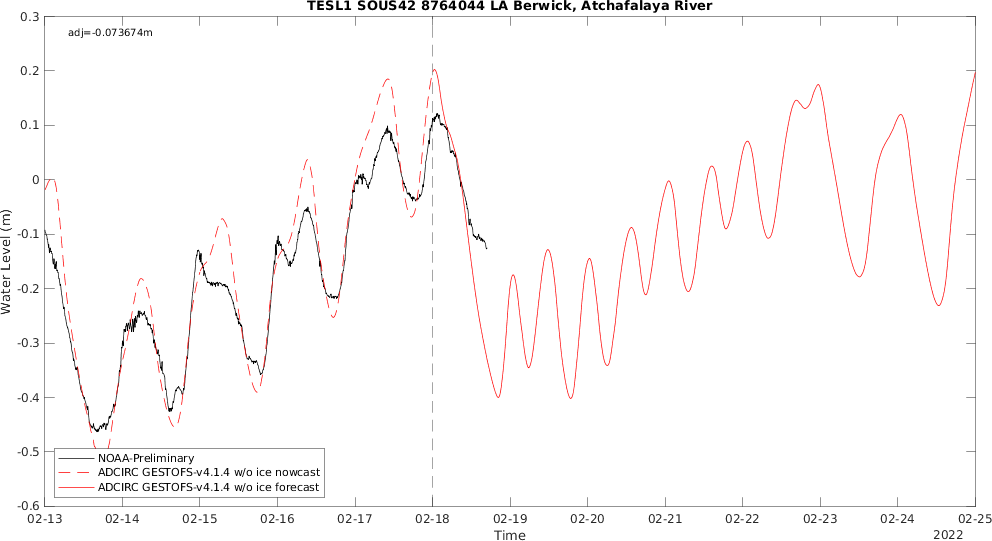 TESL1 SOUS42 8764044 LA Berwick, Atchafalaya River
adj=-0.073674m
0.3
0.2
0.1
0
-0.1
-0.2
-0.3
-0.4
-0.5
-0.6
Water Level (m)
NOAA-Preliminary
ADCIRC GESTOFS-v4.1.4 w/o ice nowcast
ADCIRC GESTOFS-v4.1.4 w/o ice forecast
02-13 02-14 02-15 02-16 02-17 02-18 02-19 02-20 02-21 02-22 02-23 02-24 02-25
Time
2022